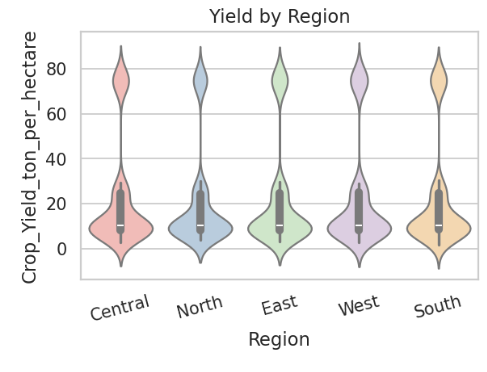 Yield by Region
Crop_Yield_ton_per_hectare
80
60
40
20
0
Central North East West South
Region